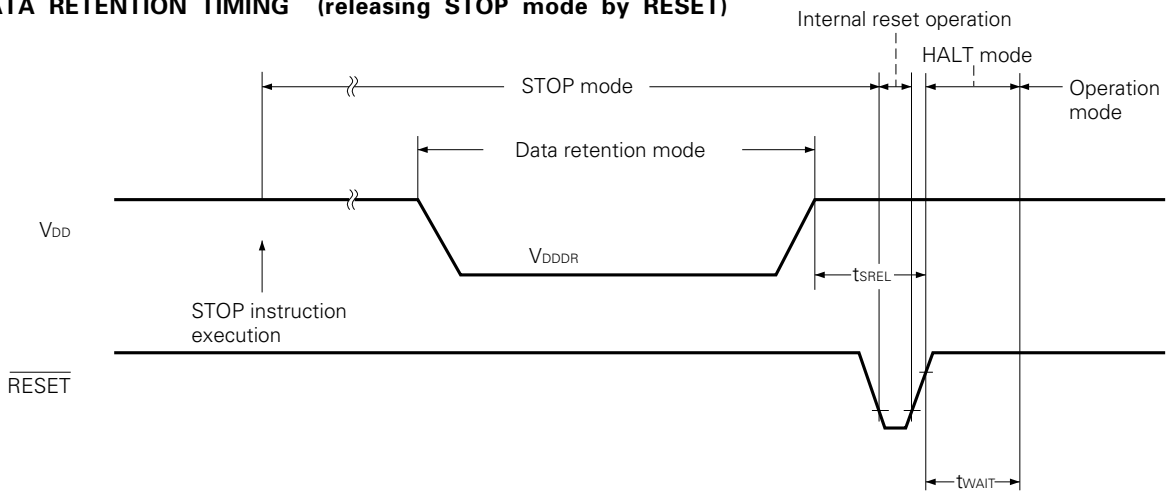 ATA RETENTION TIMING (releasing STOP mode by RESET)
Internal reset operation
HALT mode
STOP mode
Operation
mode
Data retention mode
VDD
VDDDR
tSREL
STOP instruction
execution
RESET
tWAIT